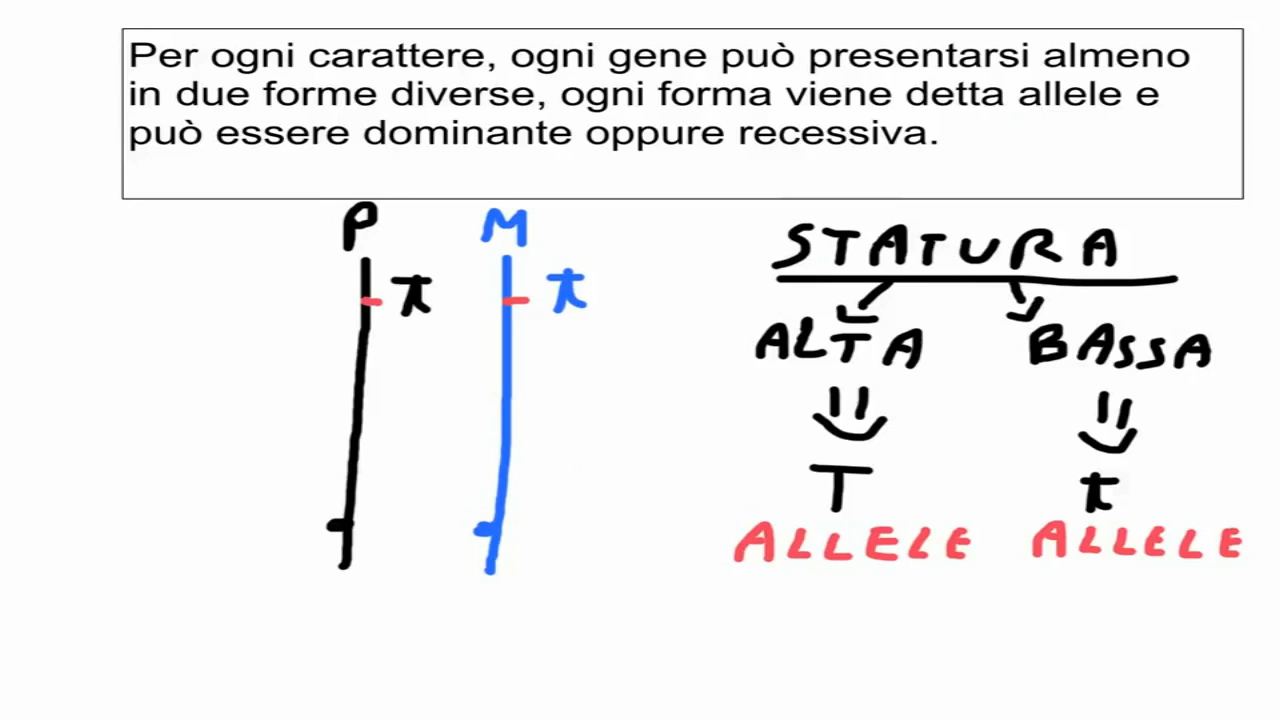 Per ogni carattere, ogni gene può presentarsi almeno
in due forme diverse, ogni forma viene detta allele e
può essere dominante oppure recessiva.
P M
t t
STATURA
ALTA BASSA
T t
ALLELE ALLELE